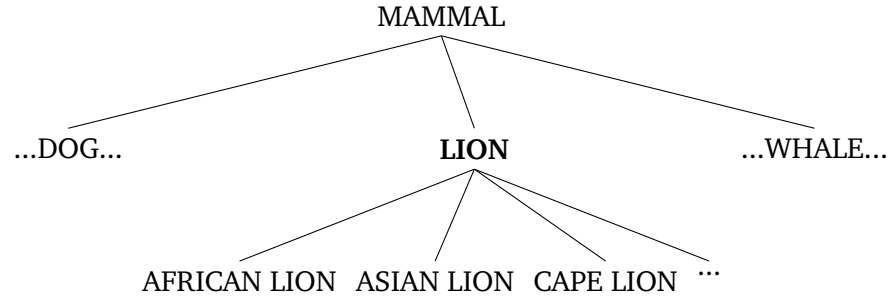 MAMMAL
...DOG... LION ...WHALE...
AFRICAN LION ASIAN LION CAPE LION ...